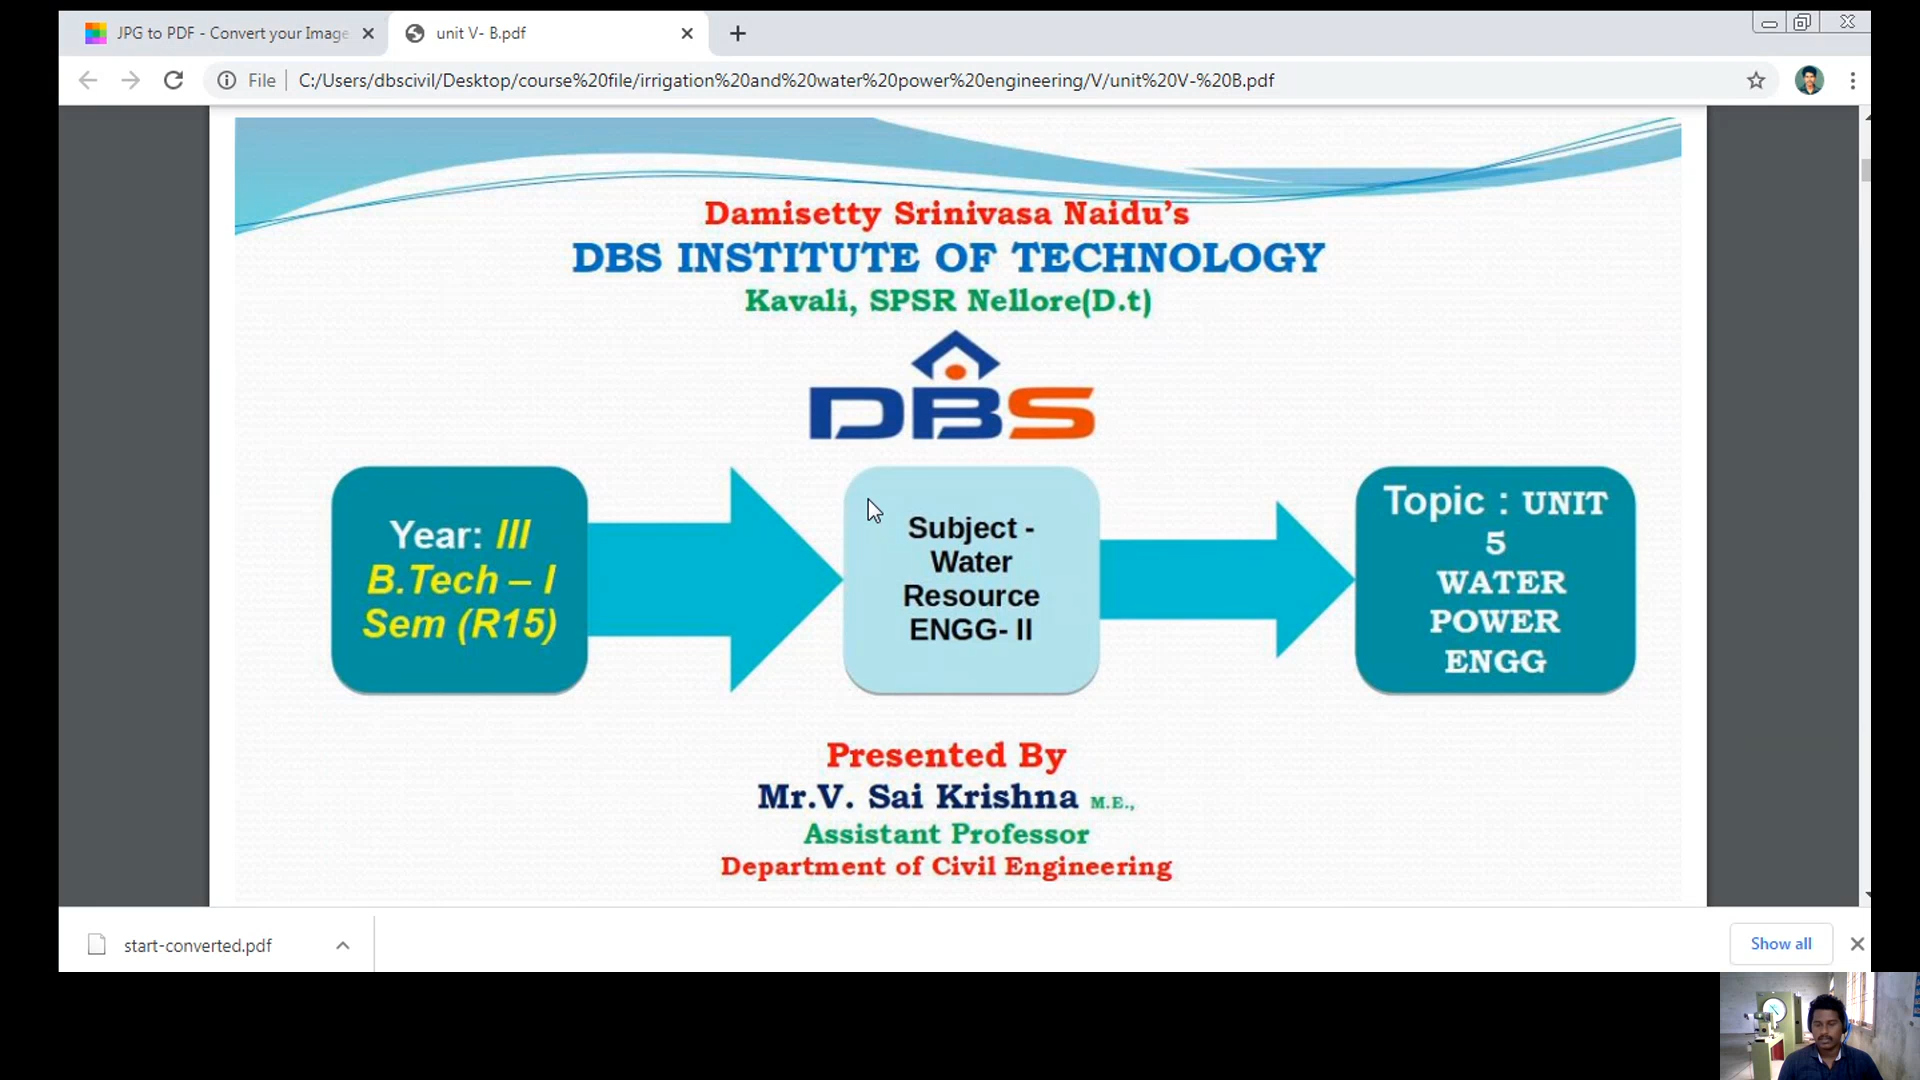 JPG to PDF - Convert your Image
unit V- B.pdf
File
C:/Users/dbscivil/Desktop/course%20file/irrigation%20and%20water%20power%20engineering/V/unit%20V-%20B.pdf
Damisetty Srinivasa Naidu’s
DBS INSTITUTE OF TECHNOLOGY
Kavali, SPSR Nellore(D.t)
DBS
Year: III
B.Tech – I
Sem (R15)
Subject -
Water
Resource
ENGG- II
Topic : UNIT
5
WATER
POWER
ENGG
Presented By
Mr.V. Sai Krishna M.E.,
Assistant Professor
Department of Civil Engineering
start-converted.pdf
Show all